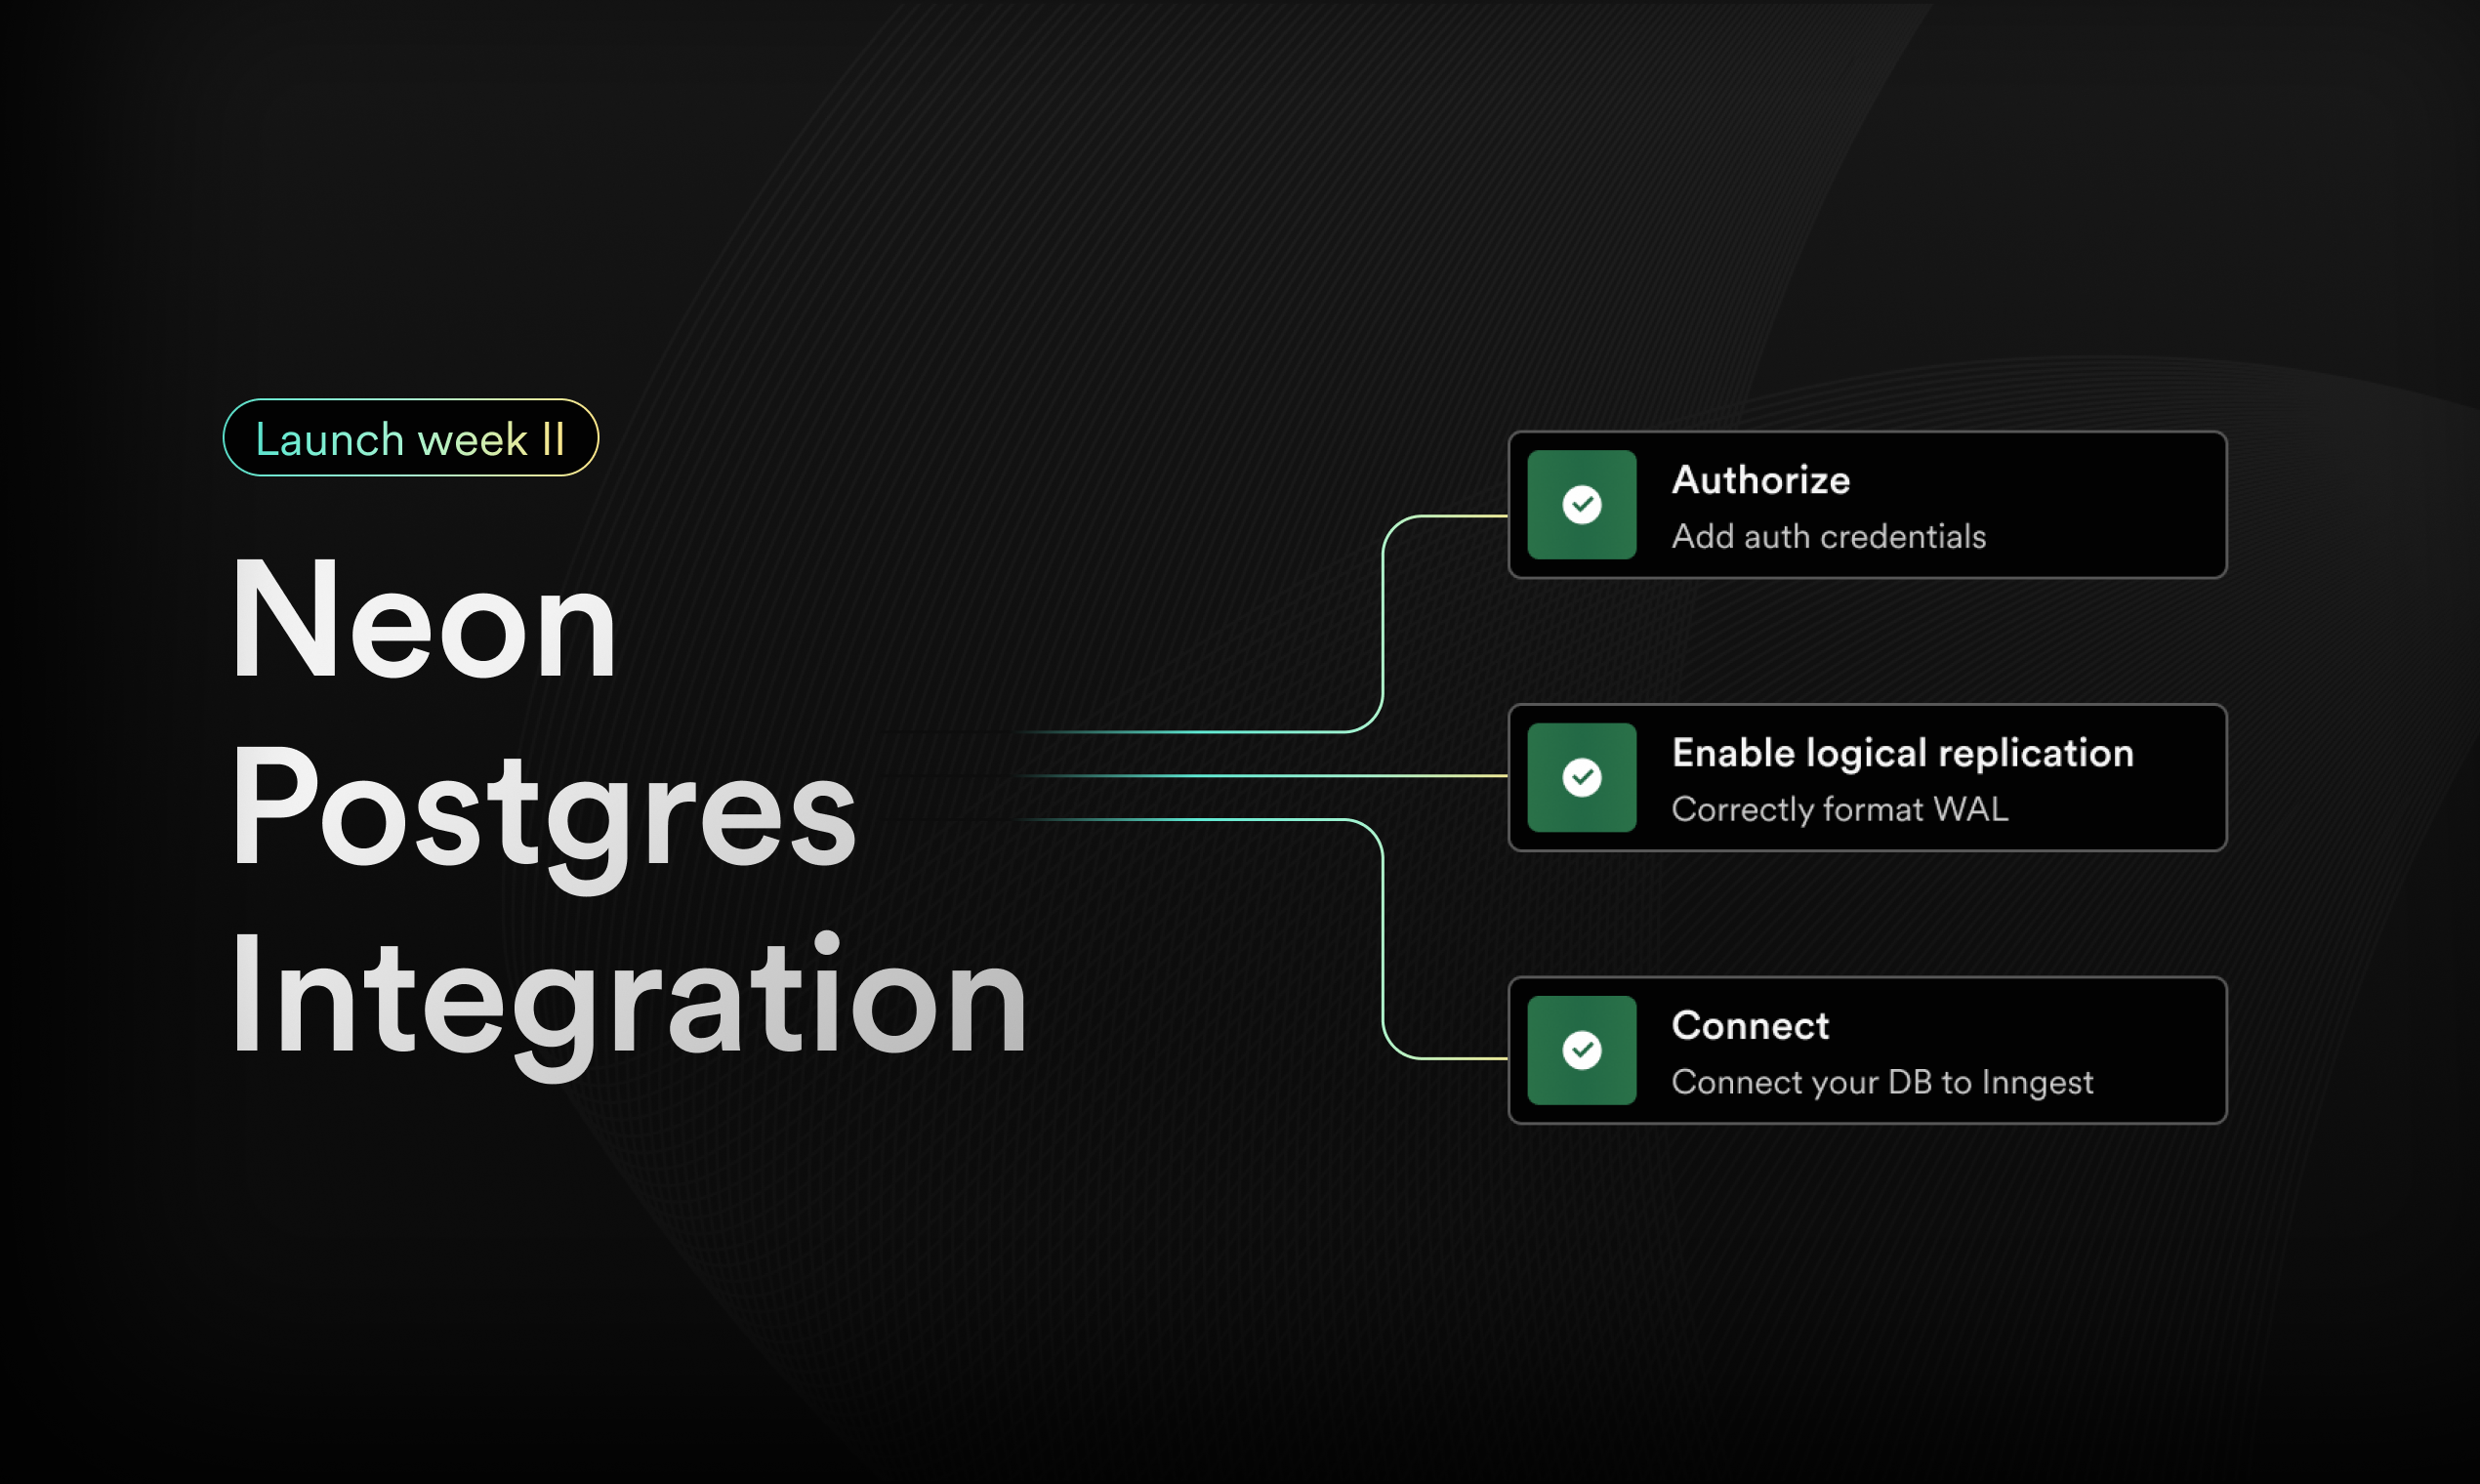 Launch week II
Neon
Postgres
Integration
Authorize
Add auth credentials
Enable logical replication
Correctly format WAL
Connect
Connect your DB to Inngest